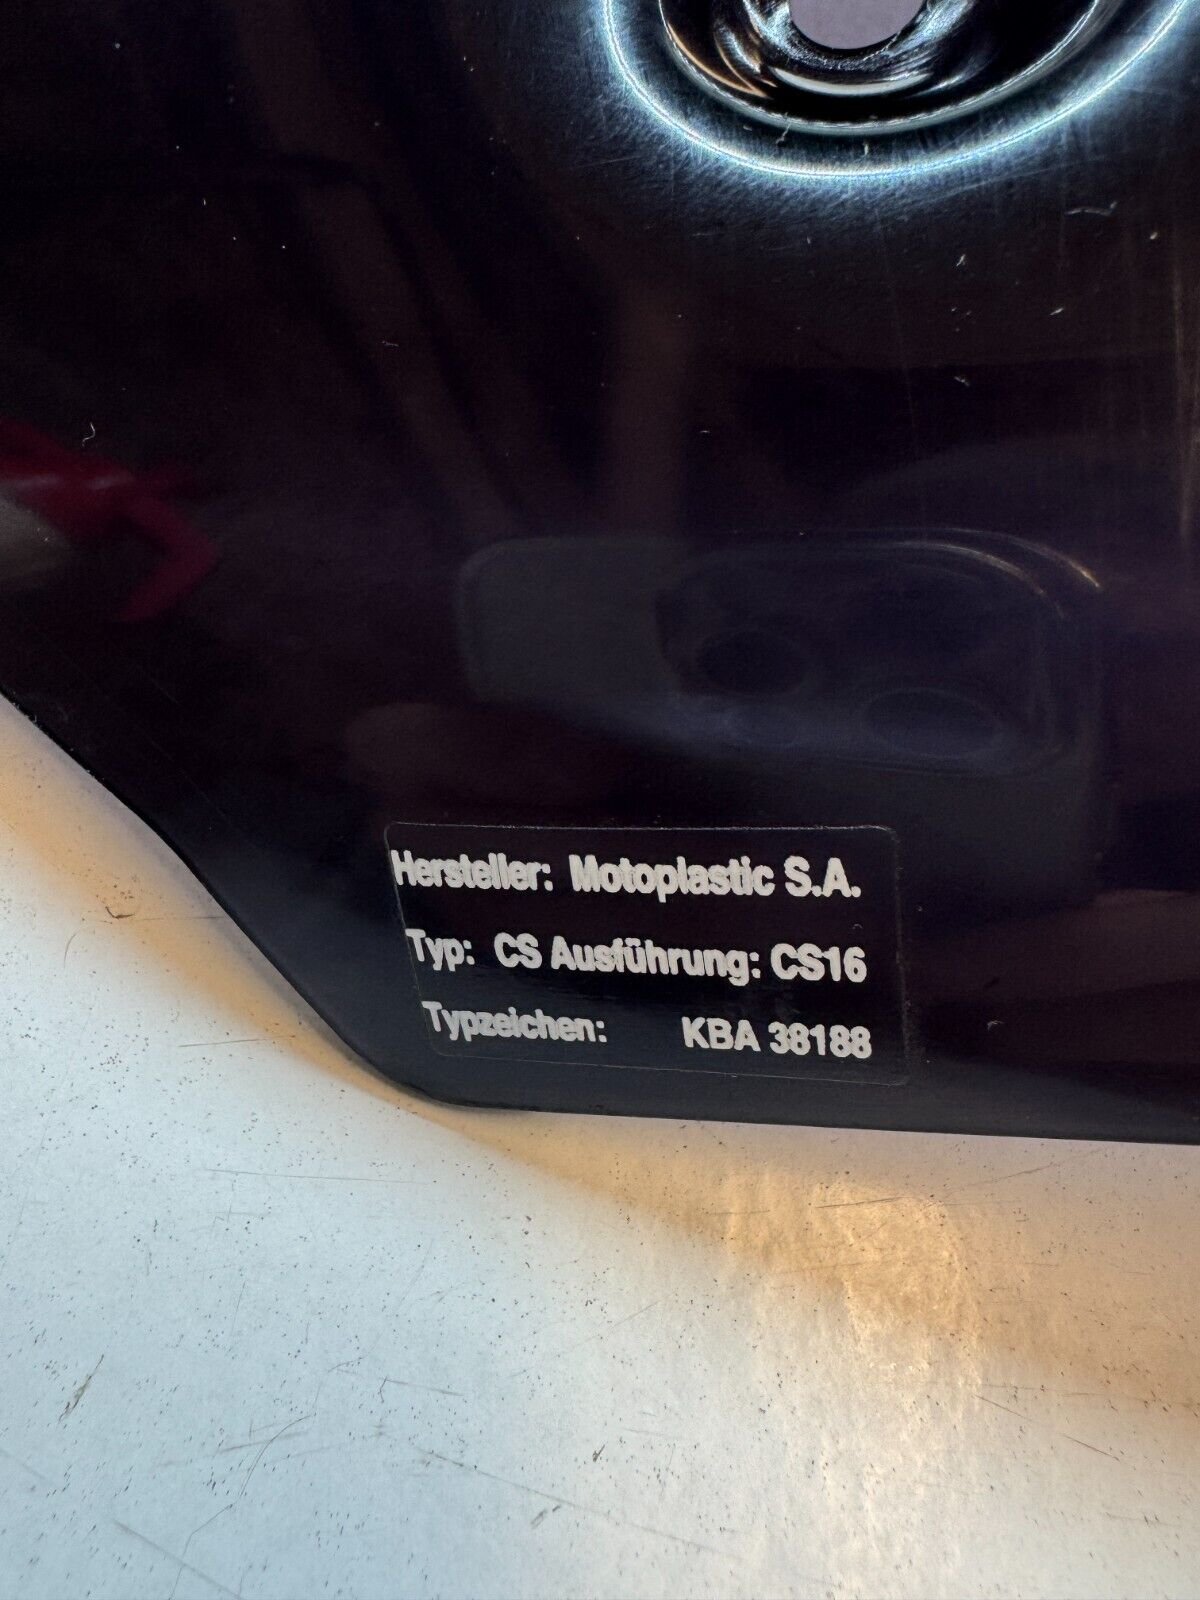 Hersteller: Motoplastic S.A.
Typ: CS Ausführung: CS16
Typzeichen: KBA 38188